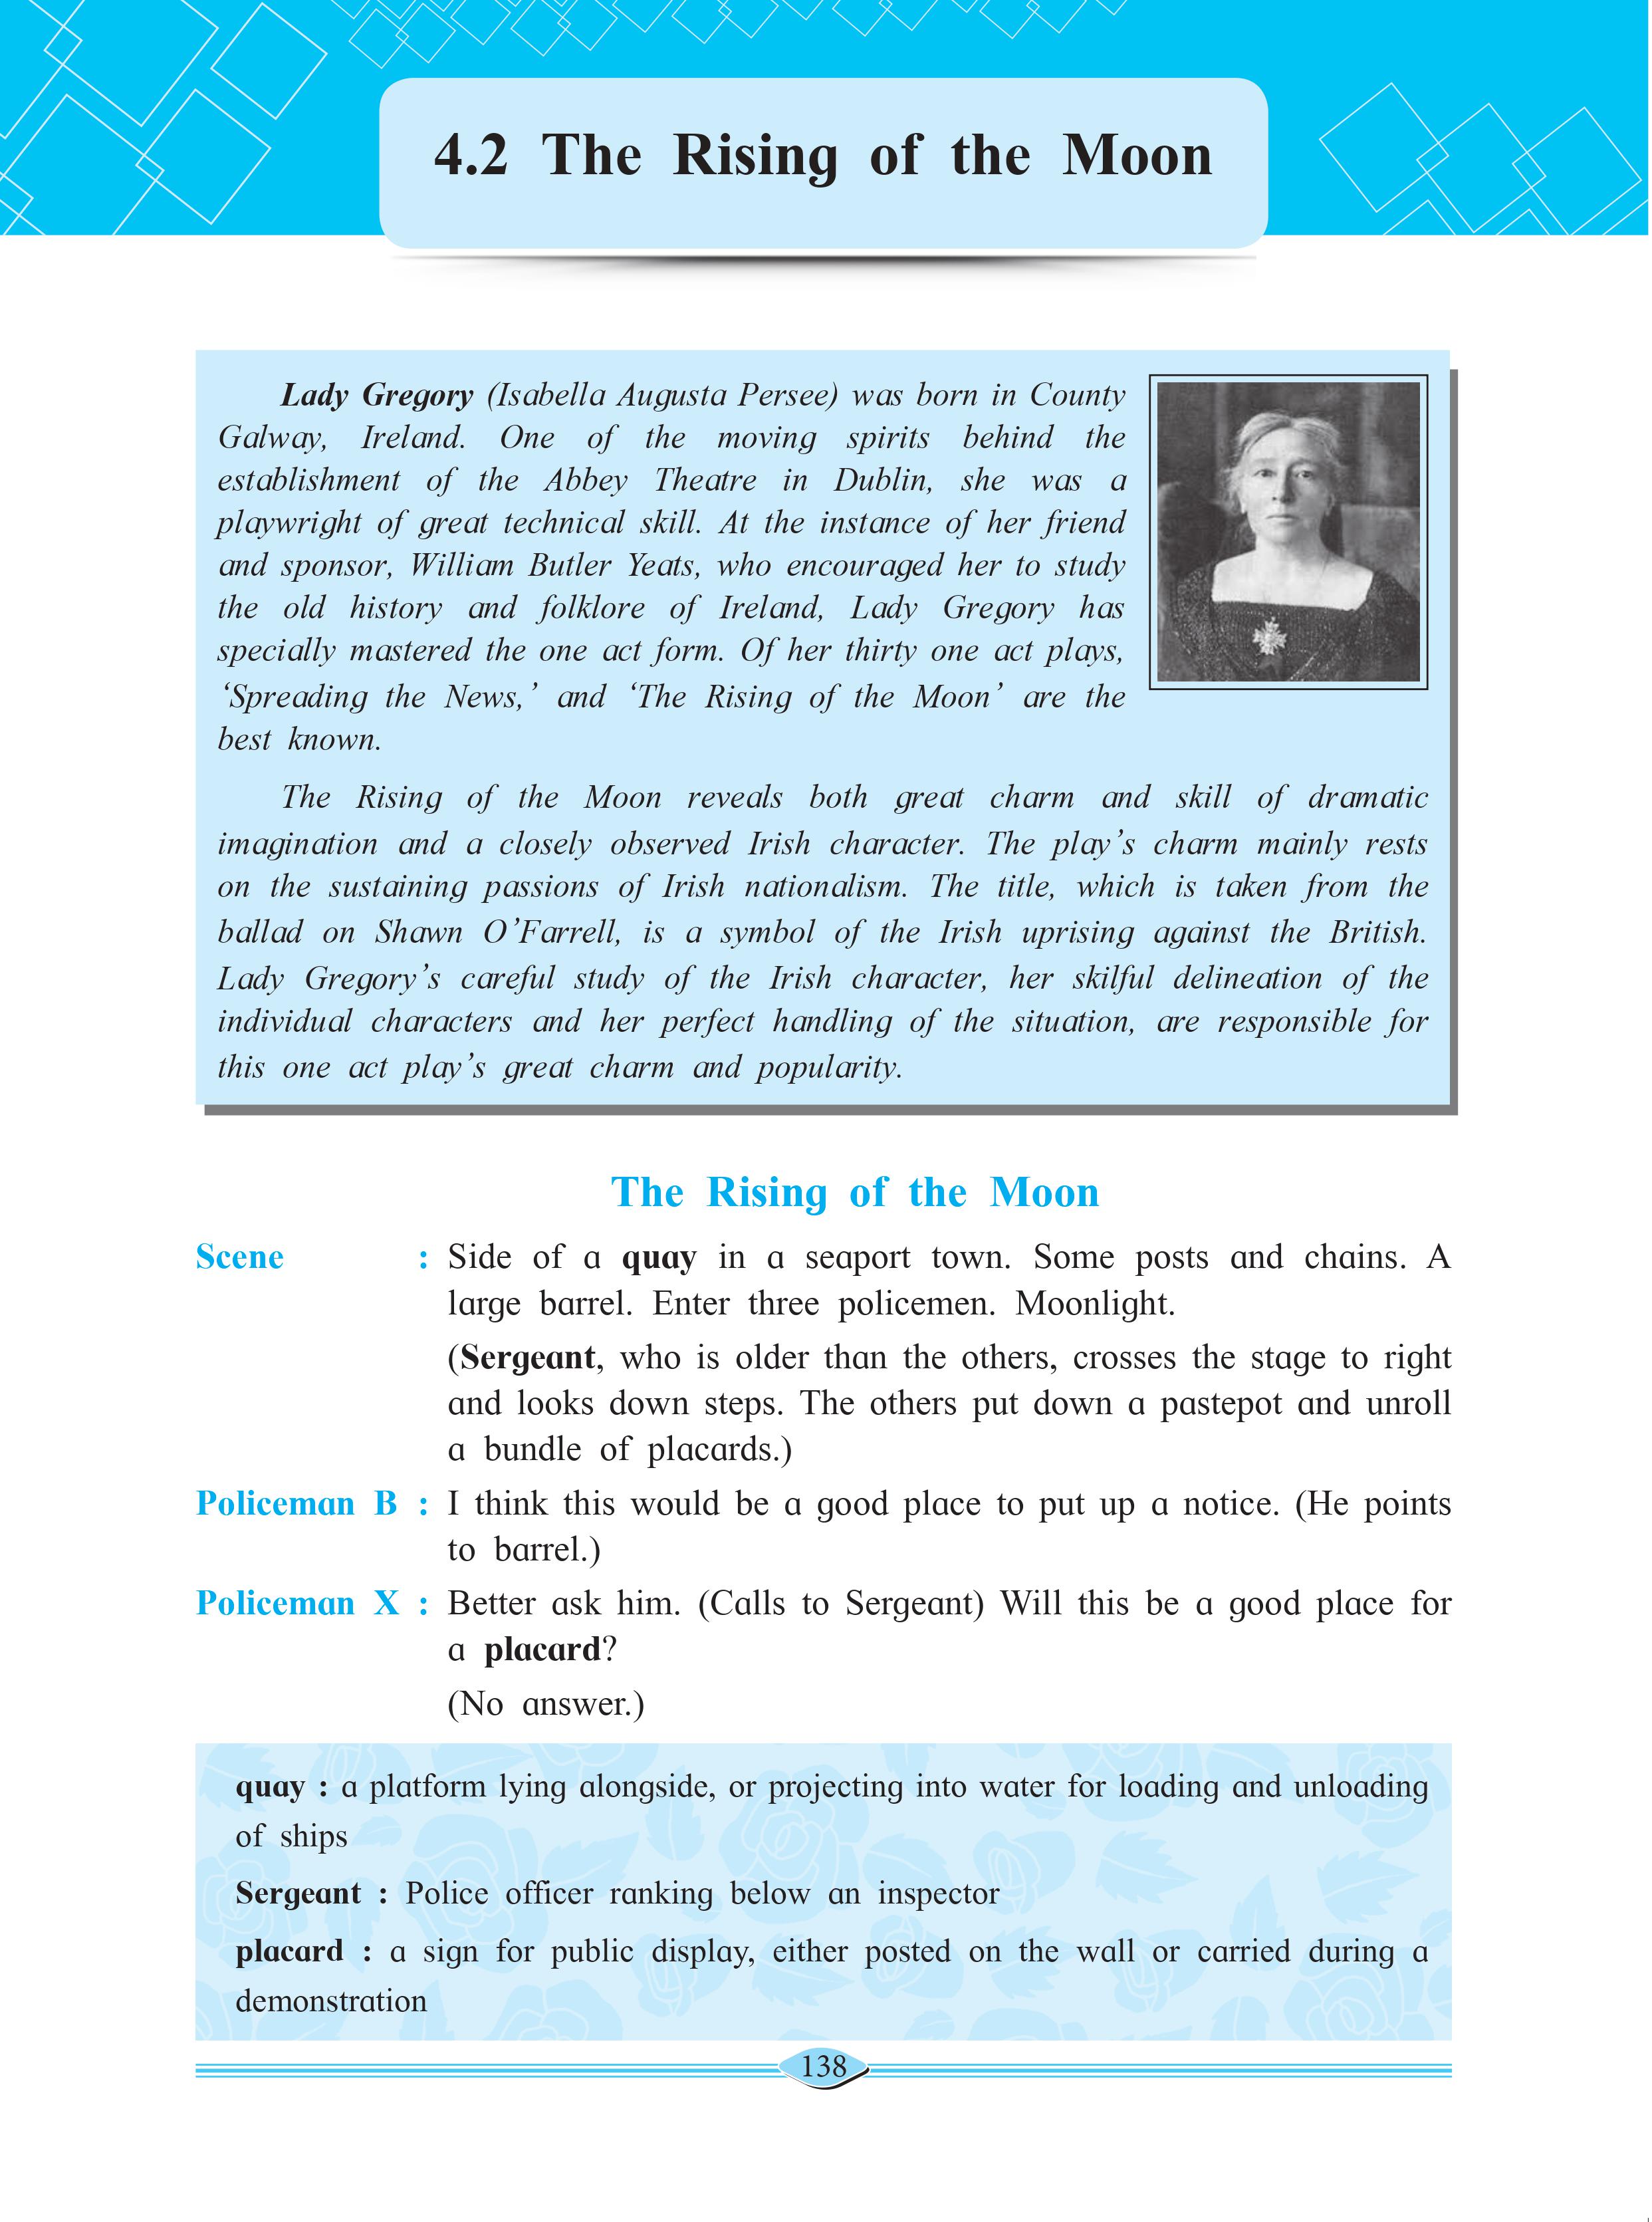 4.2 The Rising of the Moon
Lady Gregory (Isabella Augusta Persee) was born in County
Galway, Ireland. One of the moving spirits behind the
establishment of the Abbey Theatre in Dublin, she was a
playwright of great technical skill. At the instance of her friend
and sponsor, William Butler Yeats, who encouraged her to study
the old history and folklore of Ireland, Lady Gregory has
specially mastered the one act form. Of her thirty one act plays,
‘Spreading the News,’ and ‘The Rising of the Moon’ are the
best known.
The Rising of the Moon reveals both great charm and skill of dramatic
imagination and a closely observed Irish character. The play’s charm mainly rests
on the sustaining passions of Irish nationalism. The title, which is taken from the
ballad on Shawn O’Farrell, is a symbol of the Irish uprising against the British.
Lady Gregory’s careful study of the Irish character, her skilful delineation of the
individual characters and her perfect handling of the situation, are responsible for
this one act play’s great charm and popularity.
The Rising of the Moon
Scene : Side of a quay in a seaport town. Some posts and chains. A
large barrel. Enter three policemen. Moonlight.
(Sergeant, who is older than the others, crosses the stage to right
and looks down steps. The others put down a pastepot and unroll
a bundle of placards.)
Policeman B : I think this would be a good place to put up a notice. (He points
to barrel.)
Policeman X : Better ask him. (Calls to Sergeant) Will this be a good place for
a placard?
(No answer.)
quay : a platform lying alongside, or projecting into water for loading and unloading
of ships
Sergeant : Police officer ranking below an inspector
placard : a sign for public display, either posted on the wall or carried during a
demonstration
138